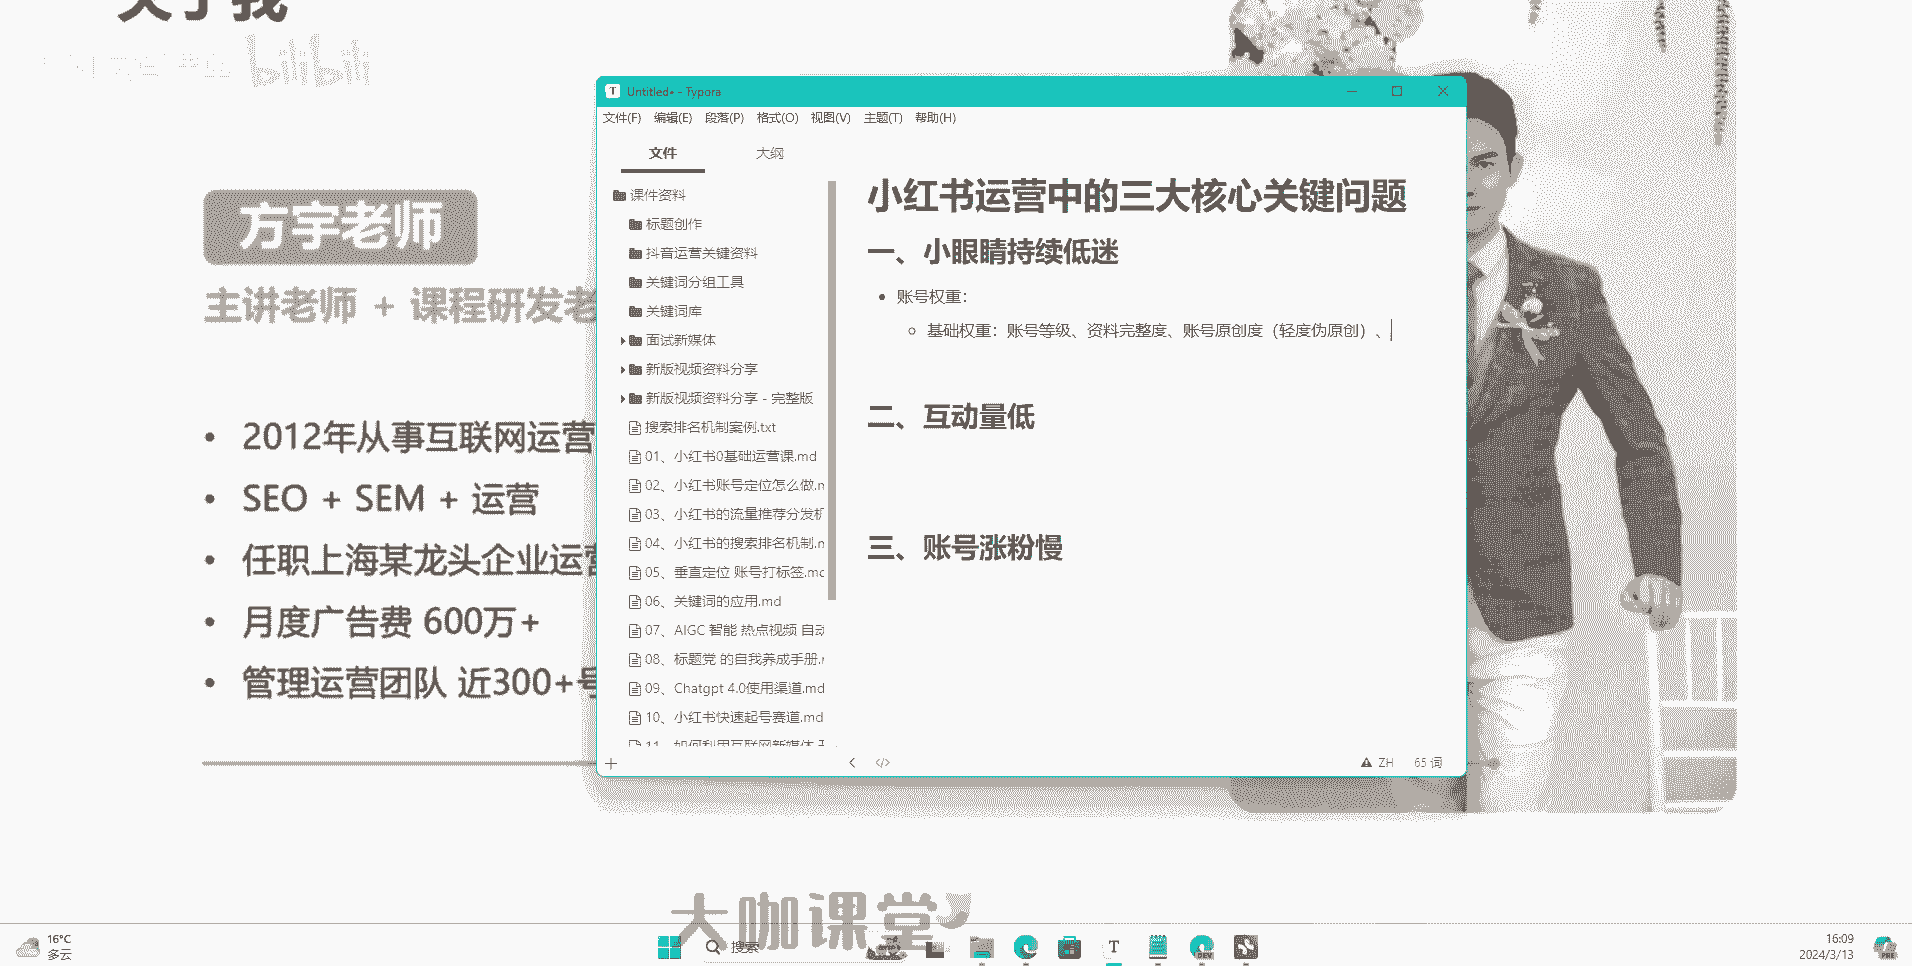 关于我
bilibili
方宇老师
主讲老师 + 课程研发老
2012年从事互联网运营
SEO + SEM + 运营
任职上海某龙头企业运营
月度广告费 600万+
管理运营团队 近300+号
Untitled• - Typora
文件(F) 编辑(E) 段落(P) 格式(O) 视图(V) 主题(T) 帮助(H)
文件 大纲
课件资料
标题创作
抖音运营关键资料
关键词分组工具
关键词库
面试新媒体
新版视频资料分享
新版视频资料分享 - 完整版
搜索排名机制案例.txt
01、小红书0基础运营课.md
02、小红书账号定位怎么做.m
03、小红书的流量推荐分发机
04、小红书的搜索排名机制.m
05、垂直定位 账号打标签.md
06、关键词的应用.md
07、AIGC 智能 热点视频 自动
08、标题党 的自我养成手册.m
09、Chatgpt 4.0使用渠道.md
10、小红书快速起号赛道.md
11、如何利用互联网新媒体 
小红书运营中的三大核心关键问题
一、小眼睛持续低迷
账号权重：
基础权重：账号等级、资料完整度、账号原创度（轻度伪原创）、
二、互动量低
三、账号涨粉慢
ZH 65 词
大咖课堂
16°C
多云
搜索
T
DEV
16:09
2024/3/13
PRE